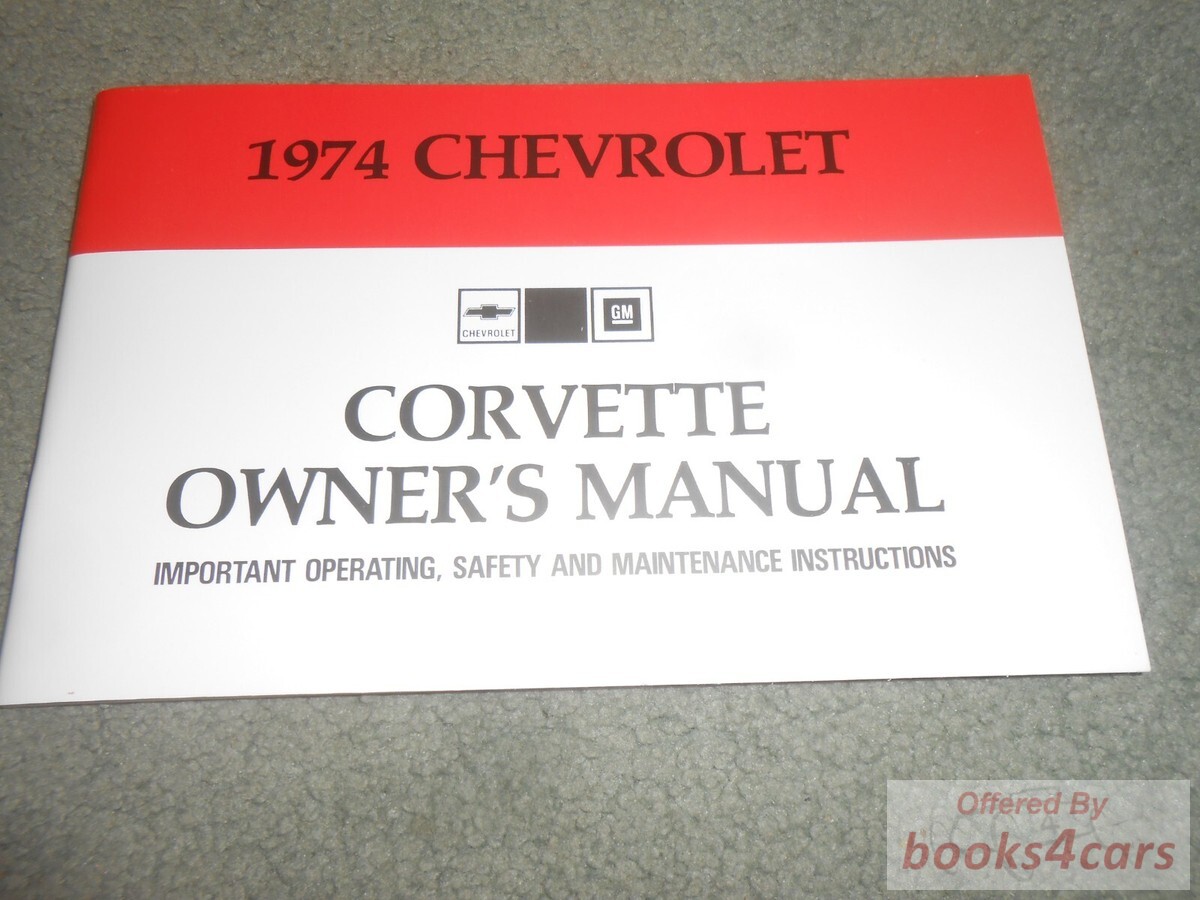 1974 CHEVROLET
CHEVROLET
GM
CORVETTE
OWNER'S MANUAL
IMPORTANT OPERATING, SAFETY AND MAINTENANCE INSTRUCTIONS
Offered By
books4cars